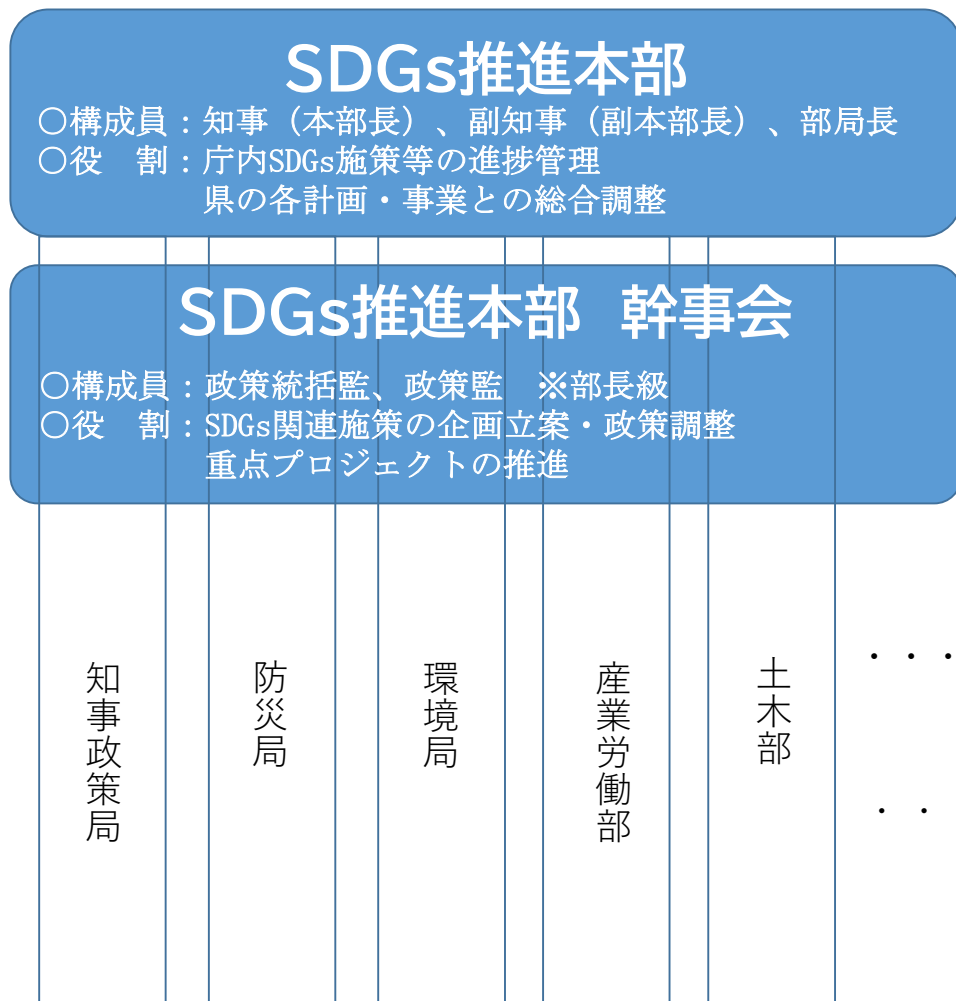 SDGs推進本部
○構成員：知事（本部長）、副知事（副本部長）、部局長
○役　割：庁内SDGs施策等の進捗管理
県の各計画・事業との総合調整
SDGs推進本部　幹事会
○構成員：政策統括監、政策監　※部長級
○役　割：SDGs関連施策の企画立案・政策調整
重点プロジェクトの推進
知事政策局
防災局
環境局
産業労働部
土木部
・・・
・・